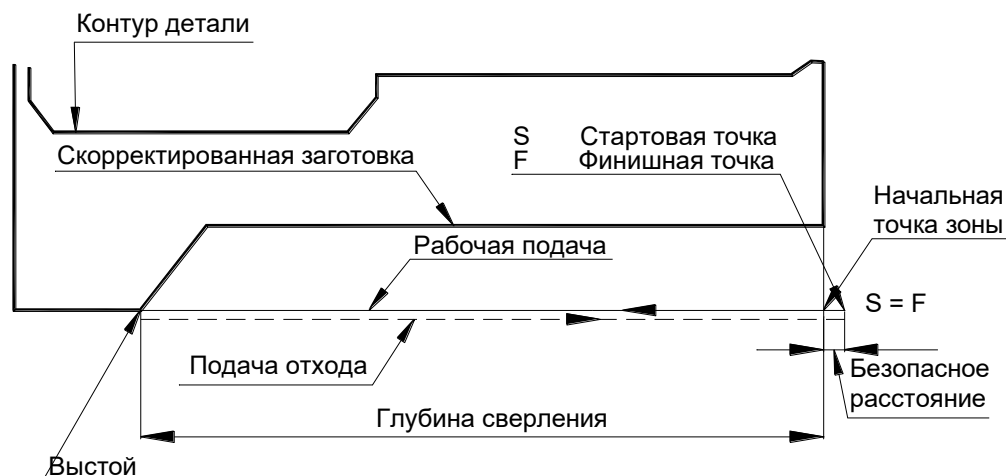 Контур детали
S Стартовая точка
Скорректированная заготовка
F Финишная точка
Начальная
точка зоны
Рабочая подача
S = F
Подача отхода
Безопасное
расстояние
Глубина сверления
Выстой